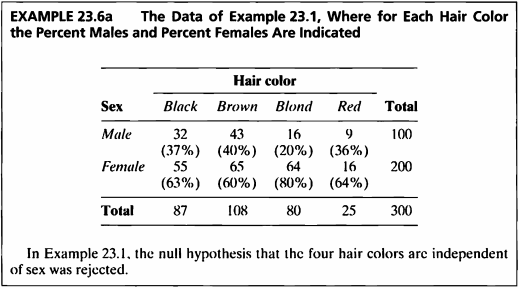 EXAMPLE 23.6a The Data of Example 23.1, Where for Each Hair Color
the Percent Males and Percent Females Are Indicated
Hair color
Sex Black Brown Blond Red Total
Male 32 43 16 9 100
(37%) (40%) (20%) (36%)
Female 55 65 64 16 200
(63%) (60%) (80%) (64%)
Total 87 108 80 25 300
In Example 23.1, the null hypothesis that the four hair colors are independent
of sex was rejected.